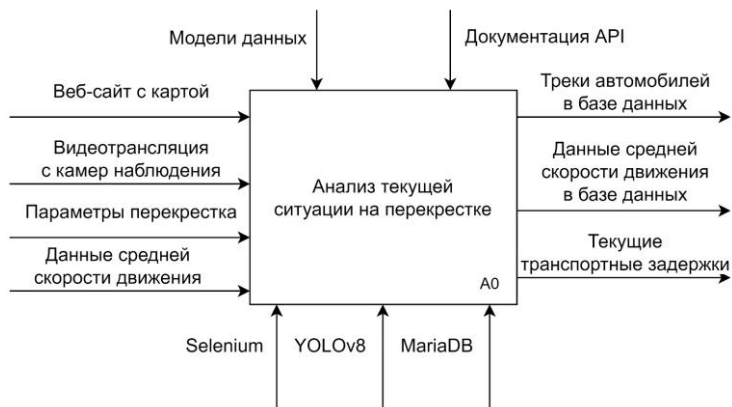 Модели данных
Документация API
Веб-сайт с картой
Видеотрансляция
с камер наблюдения
Параметры перекрестка
Данные средней
скорости движения
Анализ текущей
ситуации на перекрестке
A0
Треки автомобилей
в базе данных
Данные средней
скорости движения
в базе данных
Текущие
транспортные задержки
Selenium
YOLOv8
MariaDB